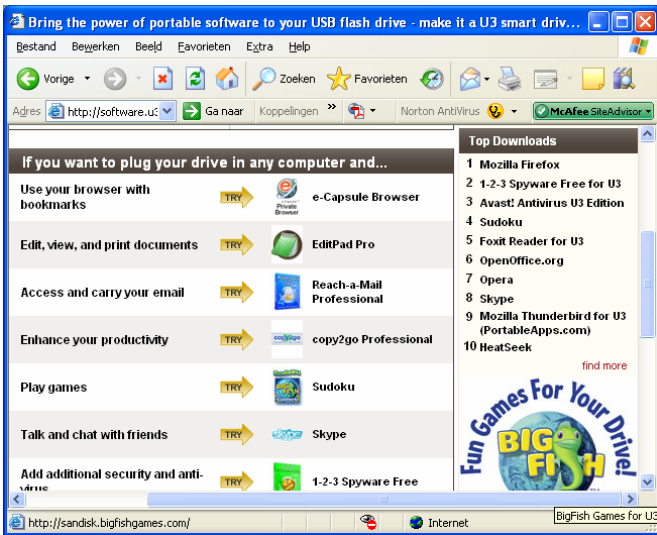 Bring the power of portable software to your USB flash drive - make it a U3 smart driv...
Bestand Bewerken Beeld Favorieten Extra Help
Vorige Zoeken Favorieten
Adres http://software.u3 Ga naar Koppelingen » Norton AntiVirus McAfee SiteAdvisor
If you want to plug your drive in any computer and...
Use your browser with
bookmarks
TRY
Private
Browser
e-Capsule Browser
Edit, view, and print documents
TRY
EditPad Pro
Access and carry your email
TRY
Reach-a-Mail
Professional
Enhance your productivity
TRY
copy2go
copy2go Professional
Play games
TRY
Sudoku
Talk and chat with friends
TRY
skype
Skype
Add additional security and anti-
virus
TRY
1-2-3 Spyware Free
Top Downloads
1 Mozilla Firefox
2 1-2-3 Spyware Free for U3
3 Avast! Antivirus U3 Edition
4 Sudoku
5 Foxit Reader for U3
6 OpenOffice.org
7 Opera
8 Skype
9 Mozilla Thunderbird for U3
(PortableApps.com)
10 HeatSeek
find more
Fun Games For Your Drive!
BIG
FISH
http://sandisk.bigfishgames.com/ Internet
BigFish Games for U3